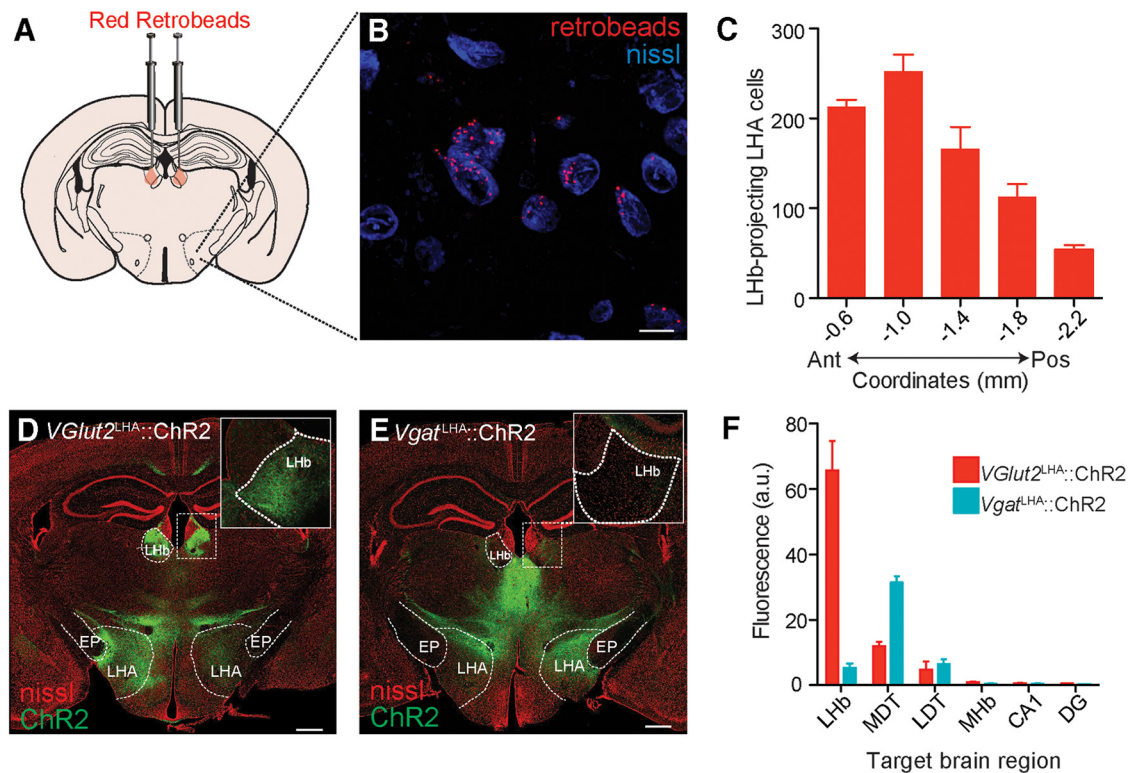 A
Red Retrobeads
B
retrobeads
nissl
C
LHb-projecting LHA cells
300
200
100
0
-0.6
-1.0
-1.4
-1.8
-2.2
Ant
Pos
Coordinates (mm)
D VGlut2LHA::ChR2
LHb
LHb
EP
LHA
LHA
EP
nissl
ChR2
E VgatLHA::ChR2
LHb
LHb
EP
LHA
LHA
EP
nissl
ChR2
F
Fluorescence (a.u.)
80
60
40
20
0
VGlut2LHA::ChR2
VgatLHA::ChR2
LHb
MDT
LDT
MHb
CA1
DG
Target brain region